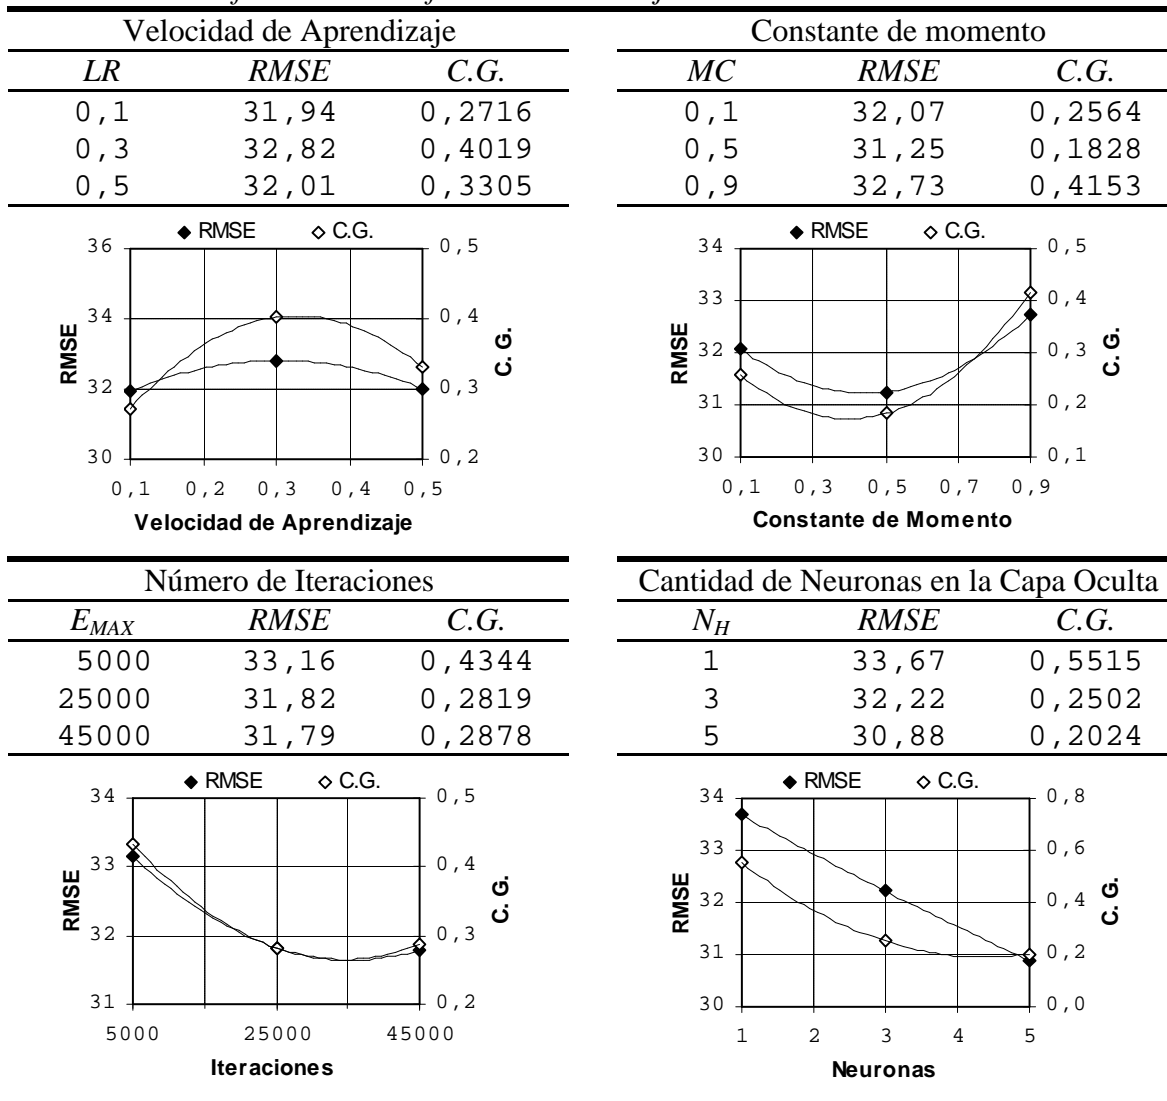 Velocidad de Aprendizaje
LR RMSE C.G.
0,1 31,94 0,2716
0,3 32,82 0,4019
0,5 32,01 0,3305
RMSE C.G.
36 0,5
34 0,4
32 0,3
30 0,2
RMSE
C. G.
0,1 0,2 0,3 0,4 0,5
Velocidad de Aprendizaje
Constante de momento
MC RMSE C.G.
0,1 32,07 0,2564
0,5 31,25 0,1828
0,9 32,73 0,4153
RMSE C.G.
34 0,5
33 0,4
32 0,3
31 0,2
30 0,1
RMSE
C. G.
0,1 0,3 0,5 0,7 0,9
Constante de Momento
Número de Iteraciones
EMAX RMSE C.G.
5000 33,16 0,4344
25000 31,82 0,2819
45000 31,79 0,2878
RMSE C.G.
34 0,5
33 0,4
32 0,3
31 0,2
RMSE
C. G.
5000 25000 45000
Iteraciones
Cantidad de Neuronas en la Capa Oculta
NH RMSE C.G.
1 33,67 0,5515
3 32,22 0,2502
5 30,88 0,2024
RMSE C.G.
34 0,8
33 0,6
32 0,4
31 0,2
30 0,0
RMSE
C. G.
1 2 3 4 5
Neuronas